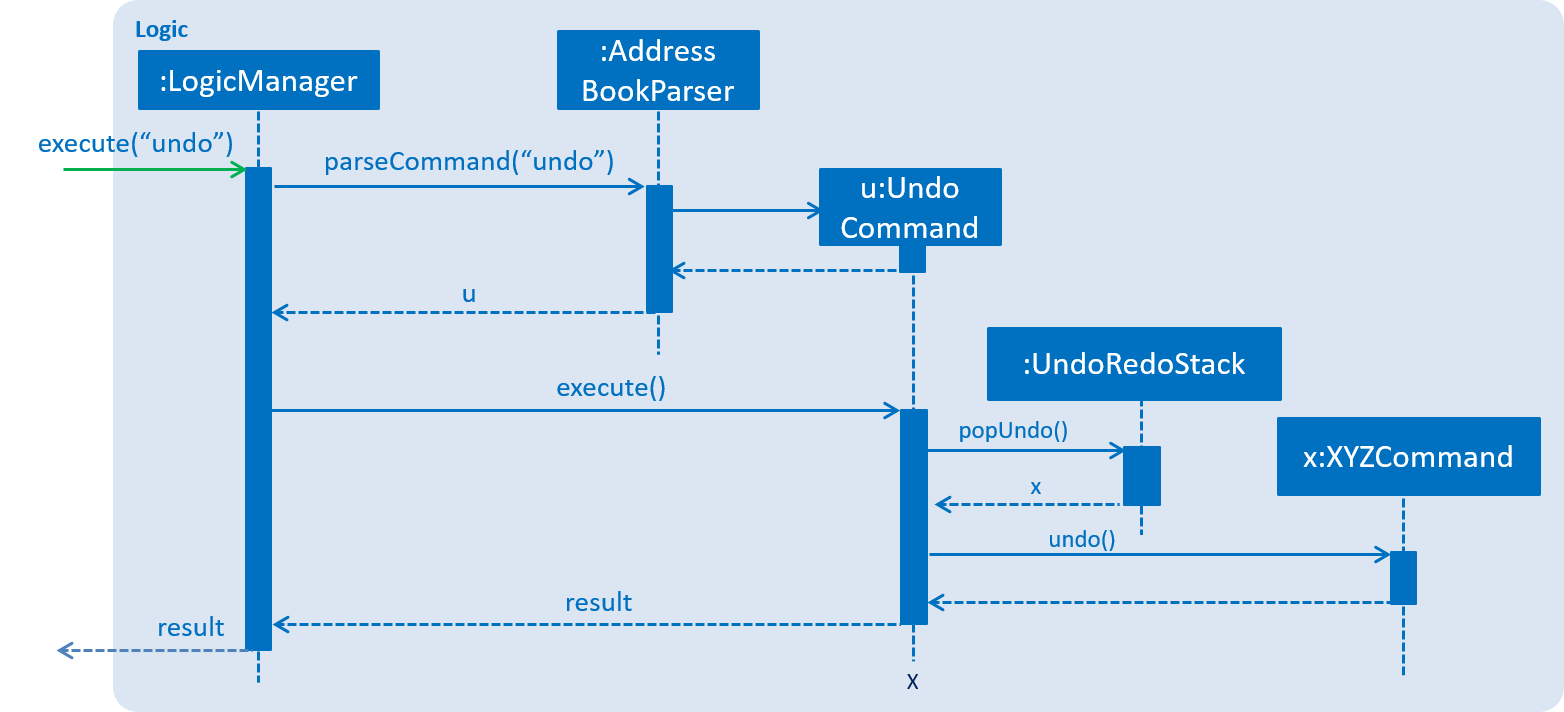 Logic
:LogicManager
:Address
BookParser
execute(“undo”)
parseCommand(“undo”)
u:Undo
Command
u
:UndoRedoStack
execute()
popUndo()
x:XYZCommand
x
undo()
result
result
X